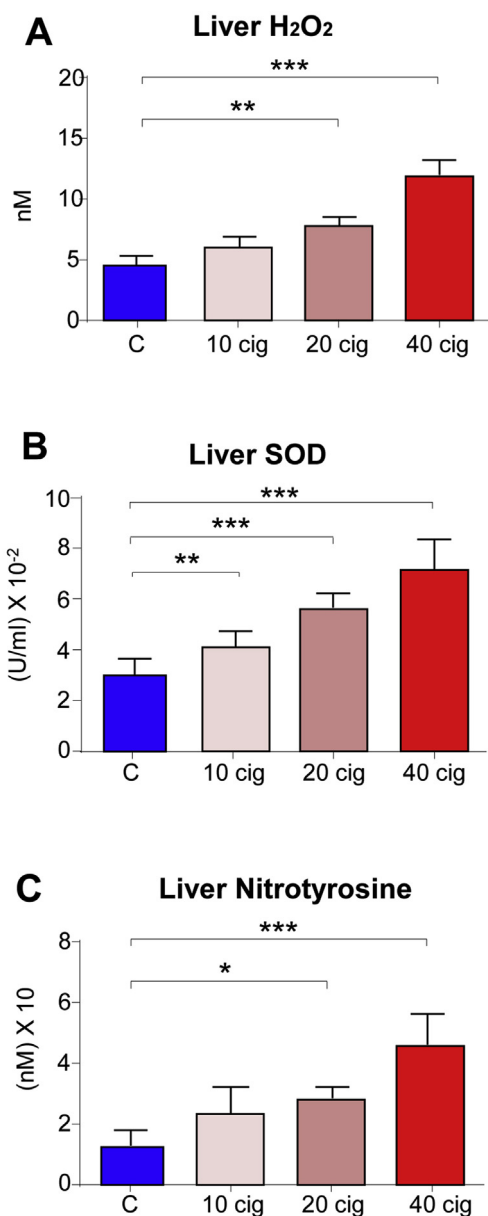 A
Liver H₂O₂
nM
20
15
10
5
0
***
**
C 10 cig 20 cig 40 cig
B
Liver SOD
(U/ml) X 10⁻²
10
8
6
4
2
0
***
***
**
C 10 cig 20 cig 40 cig
C
Liver Nitrotyrosine
(nM) X 10
8
6
4
2
0
***
*
C 10 cig 20 cig 40 cig